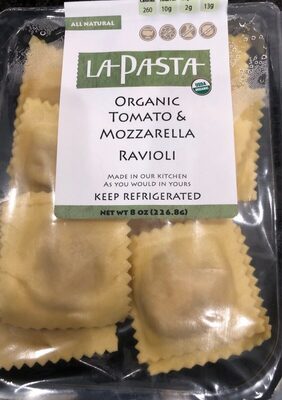 ALL NATURAL
260 10g 2g 13g
LA PASTA
USDA
ORGANIC
ORGANIC
TOMATO &
MOZZARELLA
RAVIOLI
MADE IN OUR KITCHEN
AS YOU WOULD IN YOURS
KEEP REFRIGERATED
NET WT 8 OZ (226.8G)